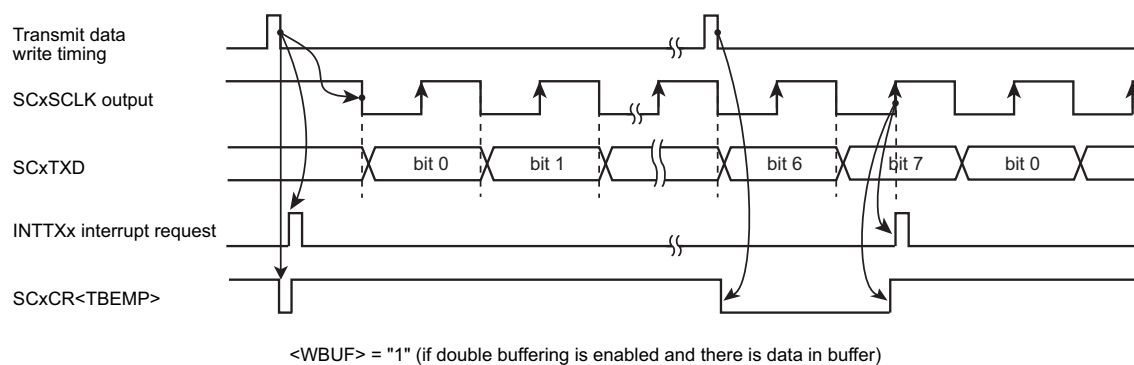 Transmit data
write timing
SCxSCLK output
SCxTXD
bit 0 bit 1 bit 6 bit 7 bit 0
INTTXx interrupt request
SCxCR<TBEMP>
<WBUF> = "1" (if double buffering is enabled and there is data in buffer)